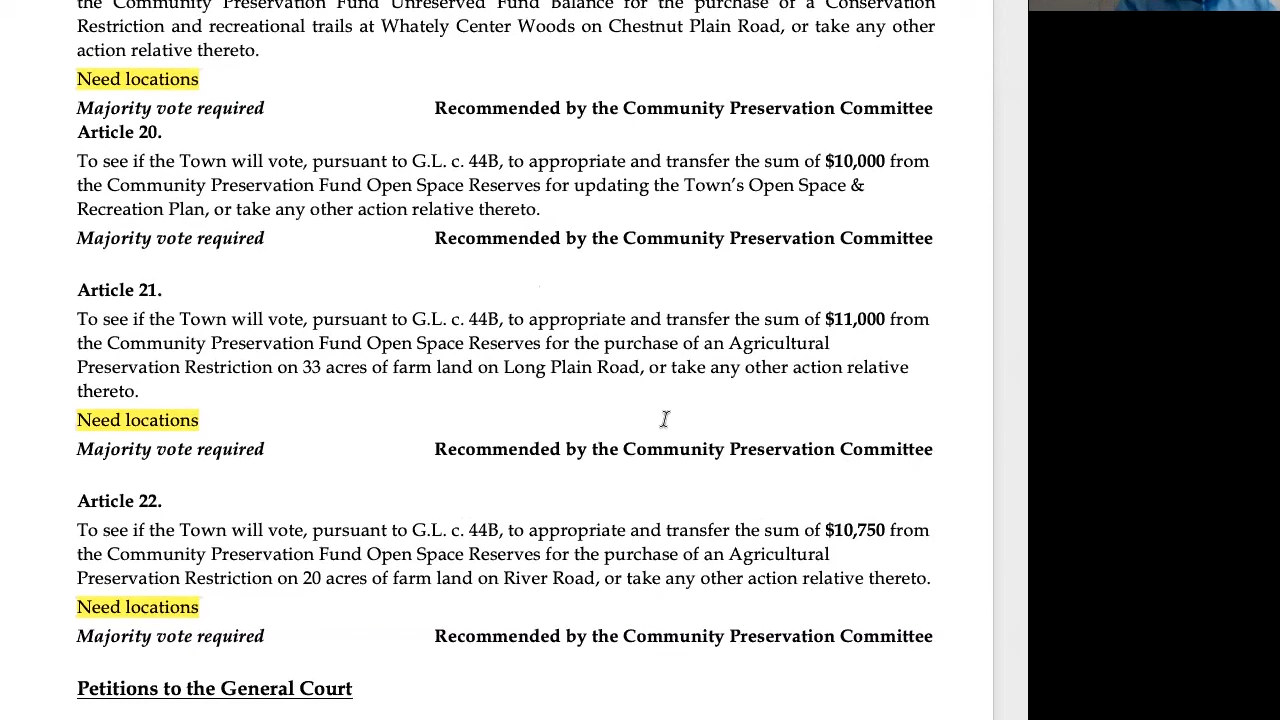 the Community Preservation Fund Unreserved Fund Balance for the purchase of a Conservation
Restriction and recreational trails at Whately Center Woods on Chestnut Plain Road, or take any other
action relative thereto.
Need locations
Majority vote required Recommended by the Community Preservation Committee
Article 20.
To see if the Town will vote, pursuant to G.L. c. 44B, to appropriate and transfer the sum of $10,000 from
the Community Preservation Fund Open Space Reserves for updating the Town’s Open Space &
Recreation Plan, or take any other action relative thereto.
Majority vote required Recommended by the Community Preservation Committee
Article 21.
To see if the Town will vote, pursuant to G.L. c. 44B, to appropriate and transfer the sum of $11,000 from
the Community Preservation Fund Open Space Reserves for the purchase of an Agricultural
Preservation Restriction on 33 acres of farm land on Long Plain Road, or take any other action relative
thereto.
Need locations
Majority vote required Recommended by the Community Preservation Committee
Article 22.
To see if the Town will vote, pursuant to G.L. c. 44B, to appropriate and transfer the sum of $10,750 from
the Community Preservation Fund Open Space Reserves for the purchase of an Agricultural
Preservation Restriction on 20 acres of farm land on River Road, or take any other action relative thereto.
Need locations
Majority vote required Recommended by the Community Preservation Committee
Petitions to the General Court